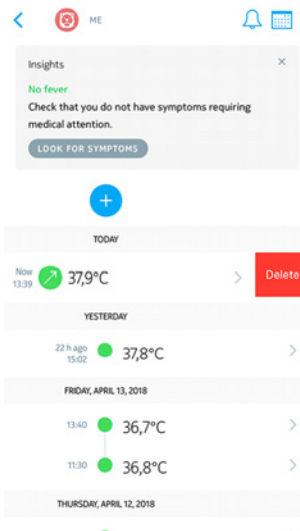 ME
Insights
×
No fever
Check that you do not have symptoms requiring
medical attention.
LOOK FOR SYMPTOMS
+
TODAY
Now
13:39
37,9°C
Delete
YESTERDAY
22 h ago
15:02
37,8°C
FRIDAY, APRIL 13, 2018
13:40
36,7°C
11:30
36,8°C
THURSDAY, APRIL 12, 2018